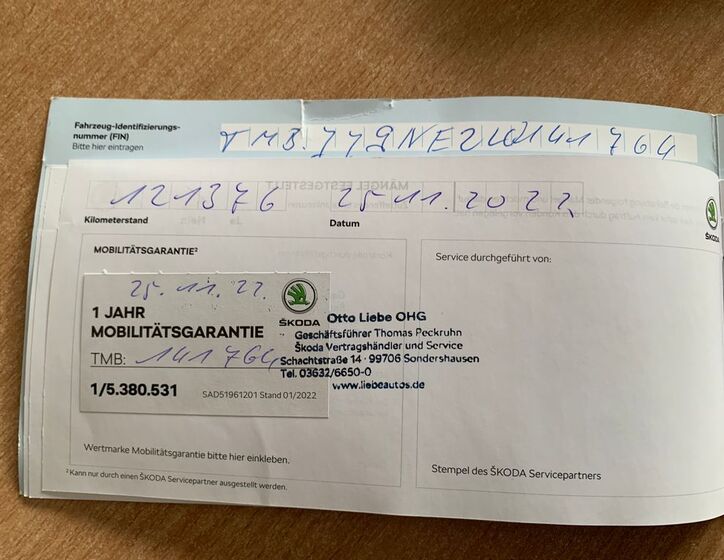 Fahrzeug-Identifizierungs-
nummer (FIN)
Bitte hier eintragen
121376
25.11.2022
Kilometerstand
Datum
MOBILITÄTSGARANTIE²
Service durchgeführt von:
25.11.22.
1 JAHR
MOBILITÄTSGARANTIE
TMB: 141764
1/5.380.531
SAD51961201 Stand 01/2022
ŠKODA
Otto Liebe OHG
Geschäftsführer Thomas Peckruhn
Škoda Vertragshändler und Service
Schachtstraße 14 · 99706 Sondershausen
Tel. 03632/6650-0
www.liebeautos.de
Wertmarke Mobilitätsgarantie bitte hier einkleben.
Stempel des ŠKODA Servicepartners
² Kann nur durch einen ŠKODA Servicepartner ausgestellt werden.